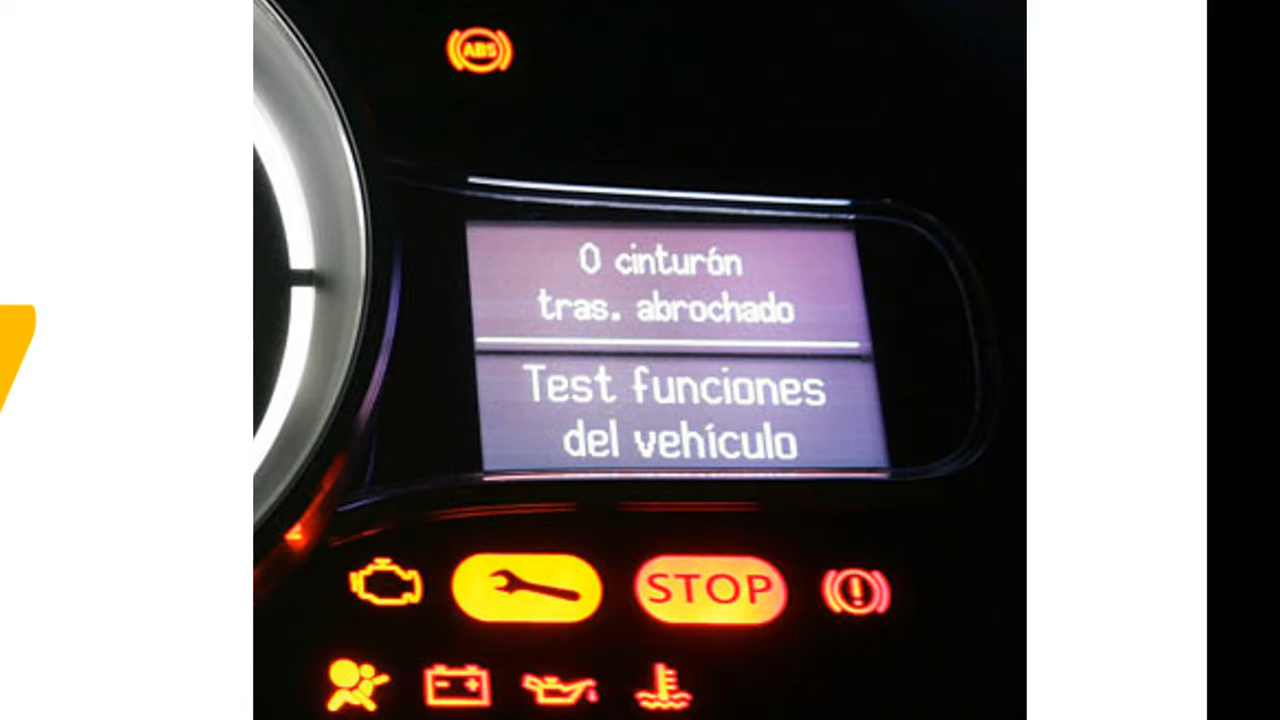 ABS
0 cinturón
tras. abrochado
Test funciones
del vehículo
STOP